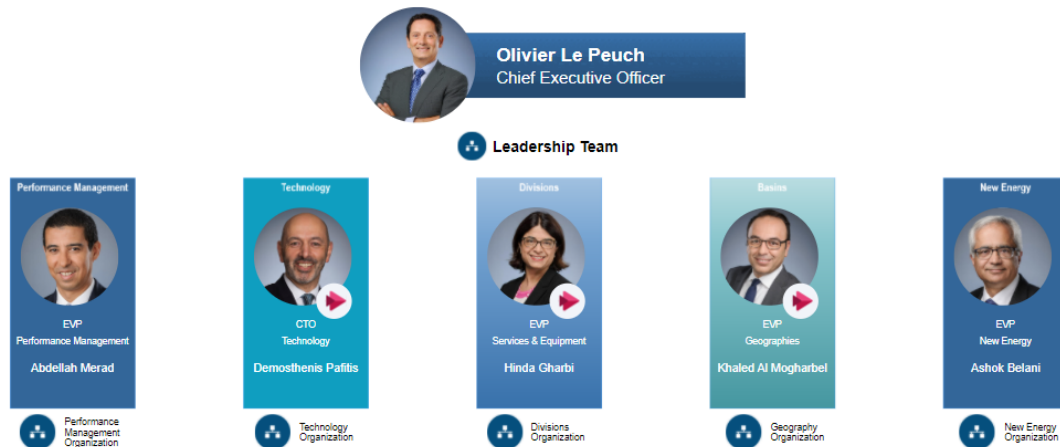 Olivier Le Peuch
Chief Executive Officer
Leadership Team
Performance Management
EVP
Performance Management
Abdellah Merad
Performance
Management
Organization
Technology
CTO
Technology
Demosthenis Pafitis
Technology
Organization
Divisions
EVP
Services & Equipment
Hinda Gharbi
Divisions
Organization
Basins
EVP
Geographies
Khaled Al Mogharbel
Geography
Organization
New Energy
EVP
New Energy
Ashok Belani
New Energy
Organization